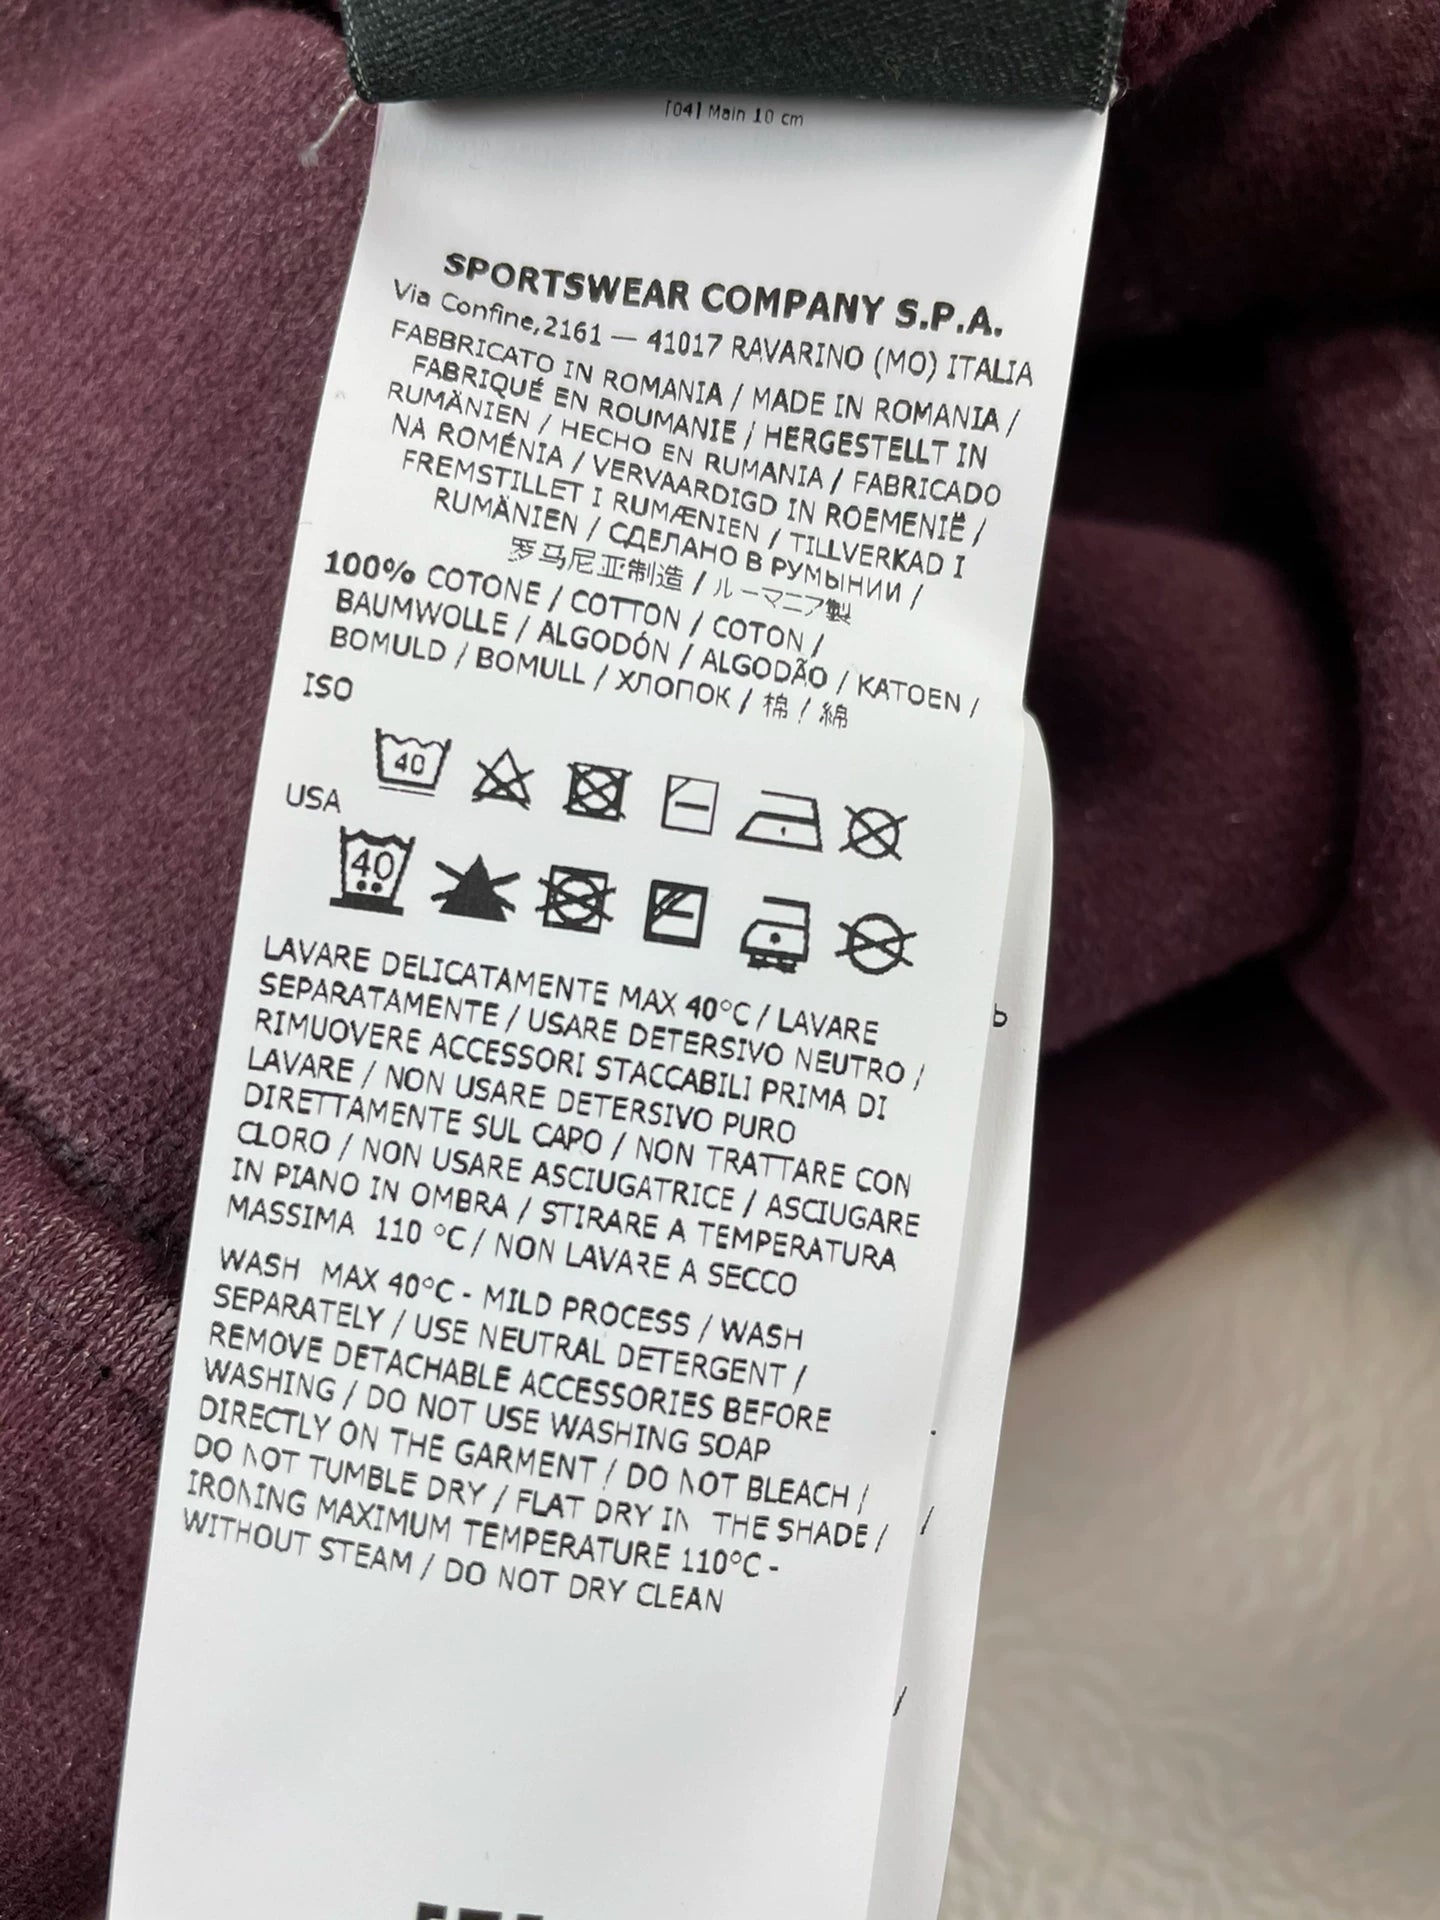 [04] Main 10 cm
SPORTSWEAR COMPANY S.P.A.
Via Confine,2161 — 41017 RAVARINO (MO) ITALIA
FABBRICATO IN ROMANIA / MADE IN ROMANIA /
FABRIQUÉ EN ROUMANIE / HERGESTELLT IN
RUMÄNIEN / HECHO EN RUMANIA / FABRICADO
NA ROMÉNIA / VERVAARDIGD IN ROEMENIË /
FREMSTILLET I RUMÆNIEN / TILLVERKAD I
RUMÄNIEN / СДЕЛАНО В РУМЫНИИ /
罗马尼亚制造 / ルーマニア製
100% COTONE / COTTON / COTON /
BAUMWOLLE / ALGODÓN / ALGODÃO / KATOEN /
BOMULD / BOMULL / ХЛОПОК / 棉 / 綿
ISO
40
USA
40
LAVARE DELICATAMENTE MAX 40°C / LAVARE
SEPARATAMENTE / USARE DETERSIVO NEUTRO /
RIMUOVERE ACCESSORI STACCABILI PRIMA DI
LAVARE / NON USARE DETERSIVO PURO
DIRETTAMENTE SUL CAPO / NON TRATTARE CON
CLORO / NON USARE ASCIUGATRICE / ASCIUGARE
IN PIANO IN OMBRA / STIRARE A TEMPERATURA
MASSIMA 110 °C / NON LAVARE A SECCO
WASH MAX 40°C - MILD PROCESS / WASH
SEPARATELY / USE NEUTRAL DETERGENT /
REMOVE DETACHABLE ACCESSORIES BEFORE
WASHING / DO NOT USE WASHING SOAP
DIRECTLY ON THE GARMENT / DO NOT BLEACH /
DO NOT TUMBLE DRY / FLAT DRY IN THE SHADE /
IRONING MAXIMUM TEMPERATURE 110°C -
WITHOUT STEAM / DO NOT DRY CLEAN